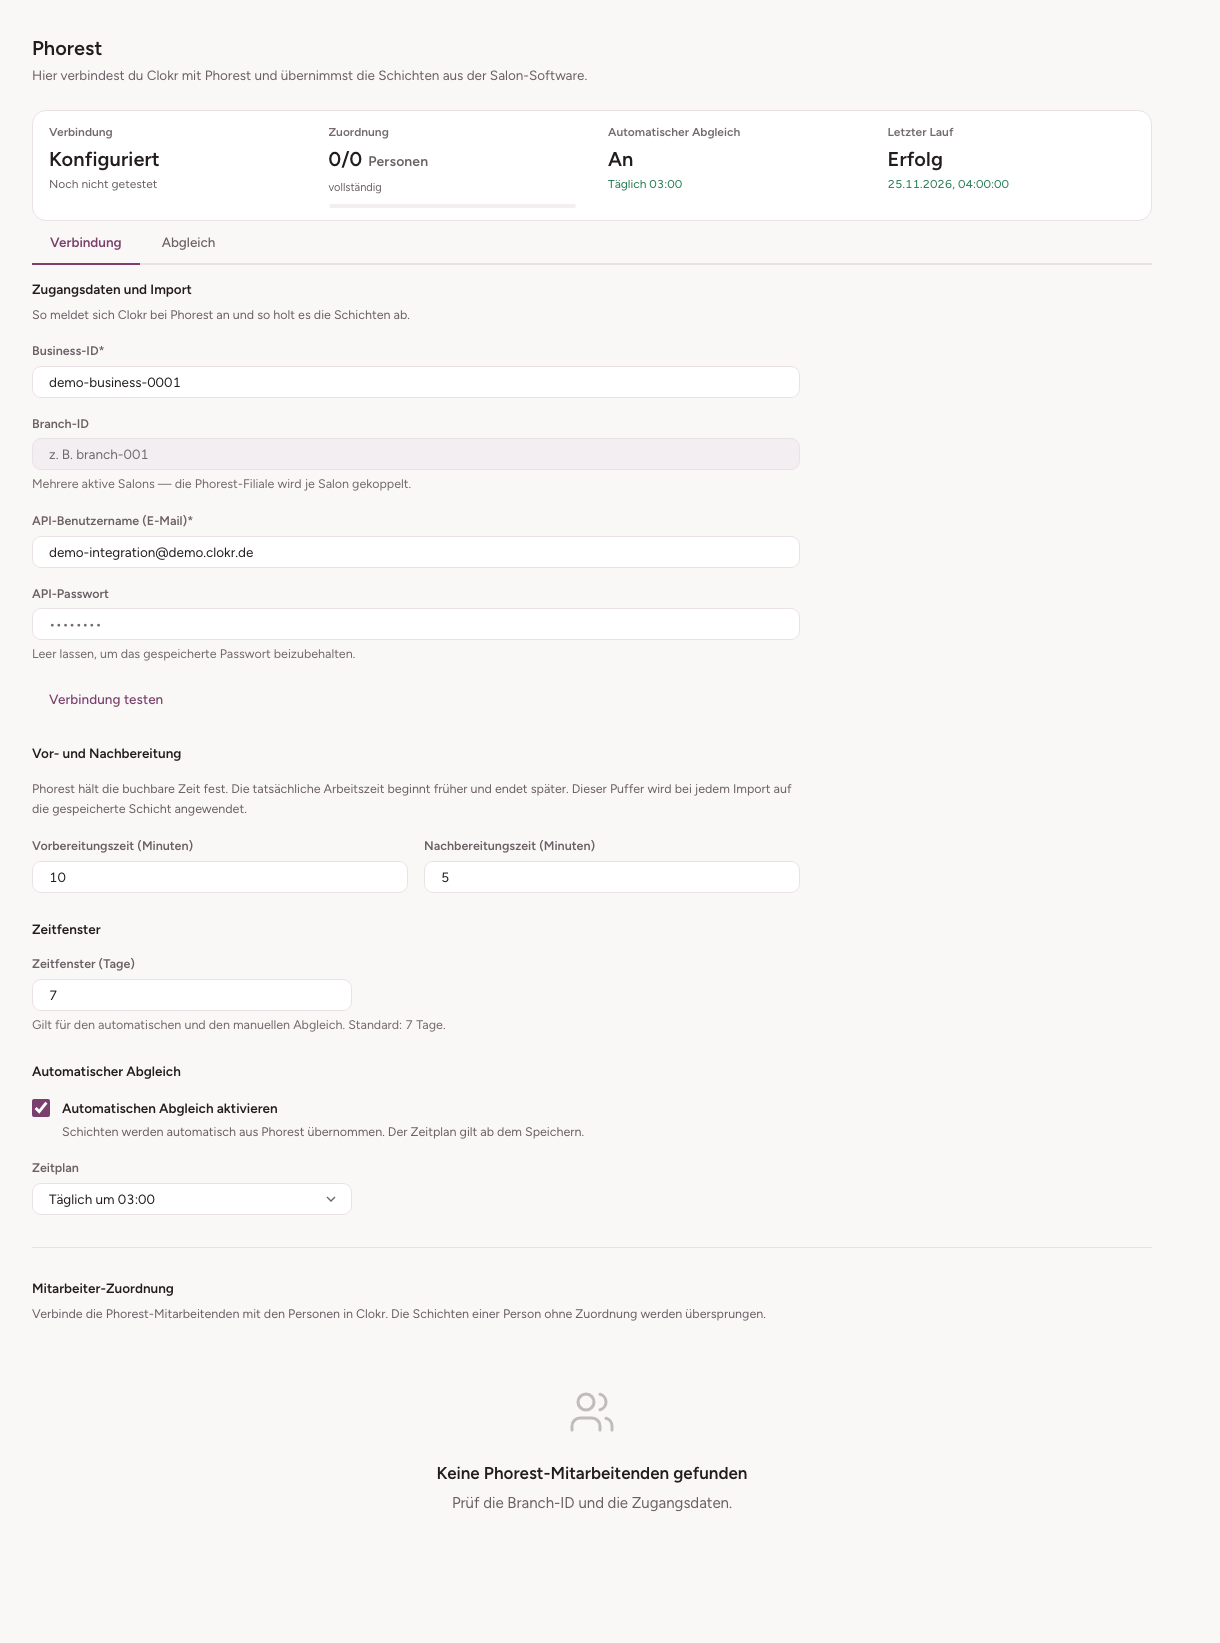 Phorest
Hier verbindest du Clokr mit Phorest und übernimmst die Schichten aus der Salon-Software.
Verbindung
Konfiguriert
Noch nicht getestet
Zuordnung
0/0 Personen
vollständig
Automatischer Abgleich
An
Täglich 03:00
Letzter Lauf
Erfolg
25.11.2026, 04:00:00
Verbindung
Abgleich
Zugangsdaten und Import
So meldet sich Clokr bei Phorest an und so holt es die Schichten ab.
Business-ID*
demo-business-0001
Branch-ID
z. B. branch-001
Mehrere aktive Salons — die Phorest-Filiale wird je Salon gekoppelt.
API-Benutzername (E-Mail)*
demo-integration@demo.clokr.de
API-Passwort
••••••••
Leer lassen, um das gespeicherte Passwort beizubehalten.
Verbindung testen
Vor- und Nachbereitung
Phorest hält die buchbare Zeit fest. Die tatsächliche Arbeitszeit beginnt früher und endet später. Dieser Puffer wird bei jedem Import auf
die gespeicherte Schicht angewendet.
Vorbereitungszeit (Minuten)
10
Nachbereitungszeit (Minuten)
5
Zeitfenster
Zeitfenster (Tage)
7
Gilt für den automatischen und den manuellen Abgleich. Standard: 7 Tage.
Automatischer Abgleich
Automatischen Abgleich aktivieren
Schichten werden automatisch aus Phorest übernommen. Der Zeitplan gilt ab dem Speichern.
Zeitplan
Täglich um 03:00
Mitarbeiter-Zuordnung
Verbinde die Phorest-Mitarbeitenden mit den Personen in Clokr. Die Schichten einer Person ohne Zuordnung werden übersprungen.
Keine Phorest-Mitarbeitenden gefunden
Prüf die Branch-ID und die Zugangsdaten.